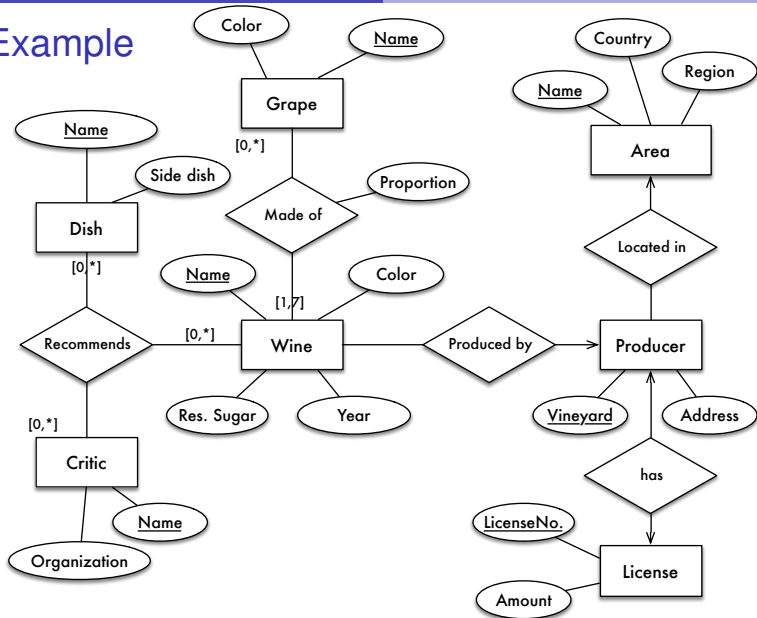 Example
Color
Name
Grape
[0,*]
Made of
Proportion
Country
Name
Region
Area
Located in
Name
Side dish
Dish
[0,*]
Recommends
[0,*]
[0,*]
Critic
Name
Organization
Name
Color
[1,7]
Wine
Res. Sugar
Year
Produced by
Producer
Vineyard
Address
has
LicenseNo.
License
Amount